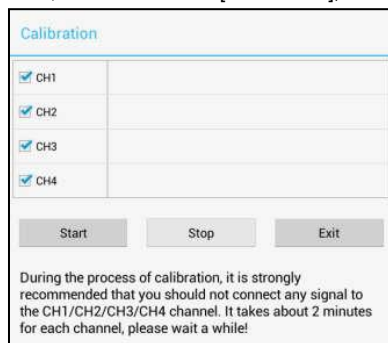 Calibration
CH1
CH2
CH3
CH4
Start Stop Exit
During the process of calibration, it is strongly
recommended that you should not connect any signal to
the CH1/CH2/CH3/CH4 channel. It takes about 2 minutes
for each channel, please wait a while!